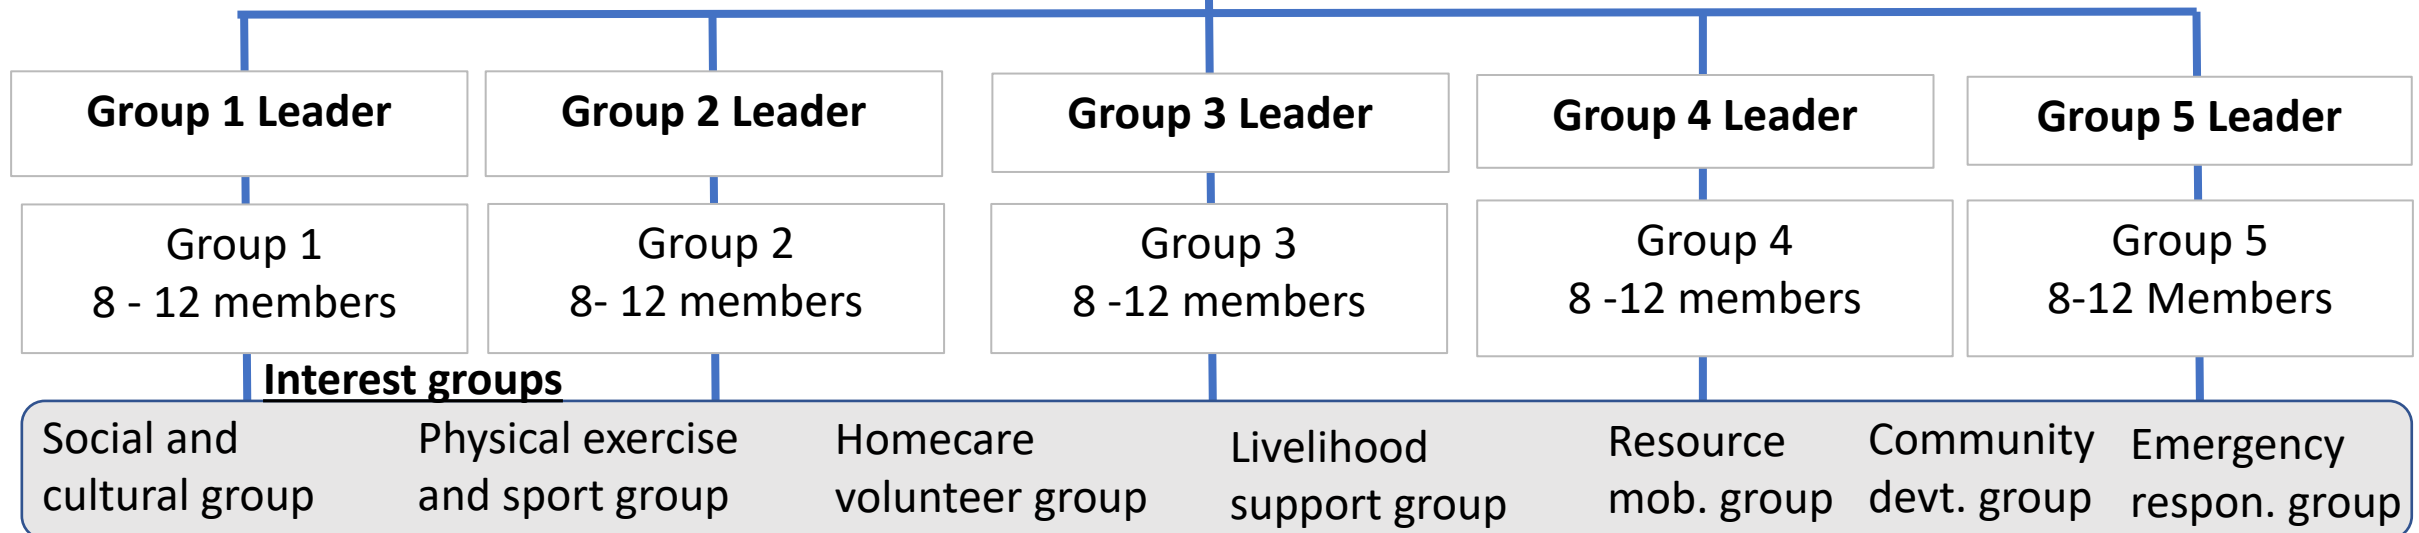 Group 1 Leader
Group 2 Leader
Group 3 Leader
Group 4 Leader
Group 5 Leader
Group 1
8 - 12 members
Group 2
8- 12 members
Group 3
8 -12 members
Group 4
8 -12 members
Group 5
8-12 Members
Interest groups
Social and
cultural group
Physical exercise
and sport group
Homecare
volunteer group
Livelihood
support group
Resource
mob. group
Community
devt. group
Emergency
respon. group